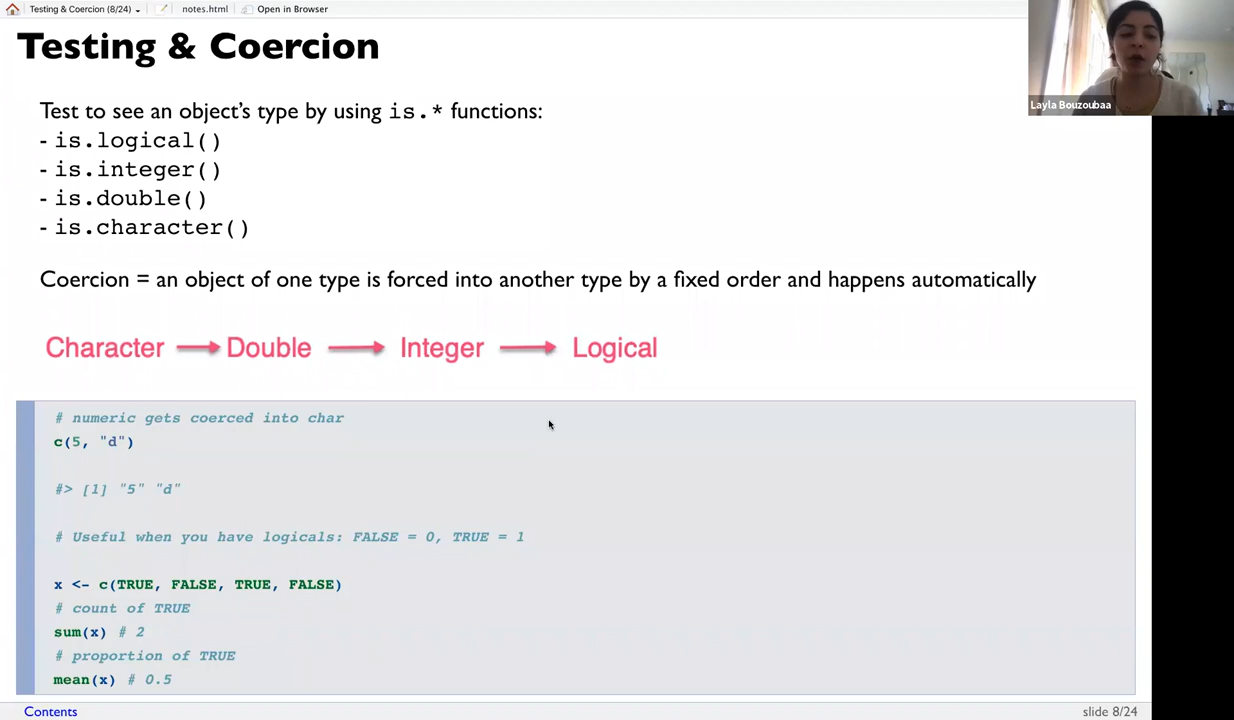 Testing & Coercion (8/24)
notes.html
Open in Browser
Testing & Coercion
Layla Bouzoubaa
Test to see an object's type by using is.* functions:
- is.logical()
- is.integer()
- is.double()
- is.character()
Coercion = an object of one type is forced into another type by a fixed order and happens automatically
Character → Double → Integer → Logical
# numeric gets coerced into char
c(5, "d")
#> [1] "5" "d"
# Useful when you have logicals: FALSE = 0, TRUE = 1
x <- c(TRUE, FALSE, TRUE, FALSE)
# count of TRUE
sum(x) # 2
# proportion of TRUE
mean(x) # 0.5
Contents
slide 8/24